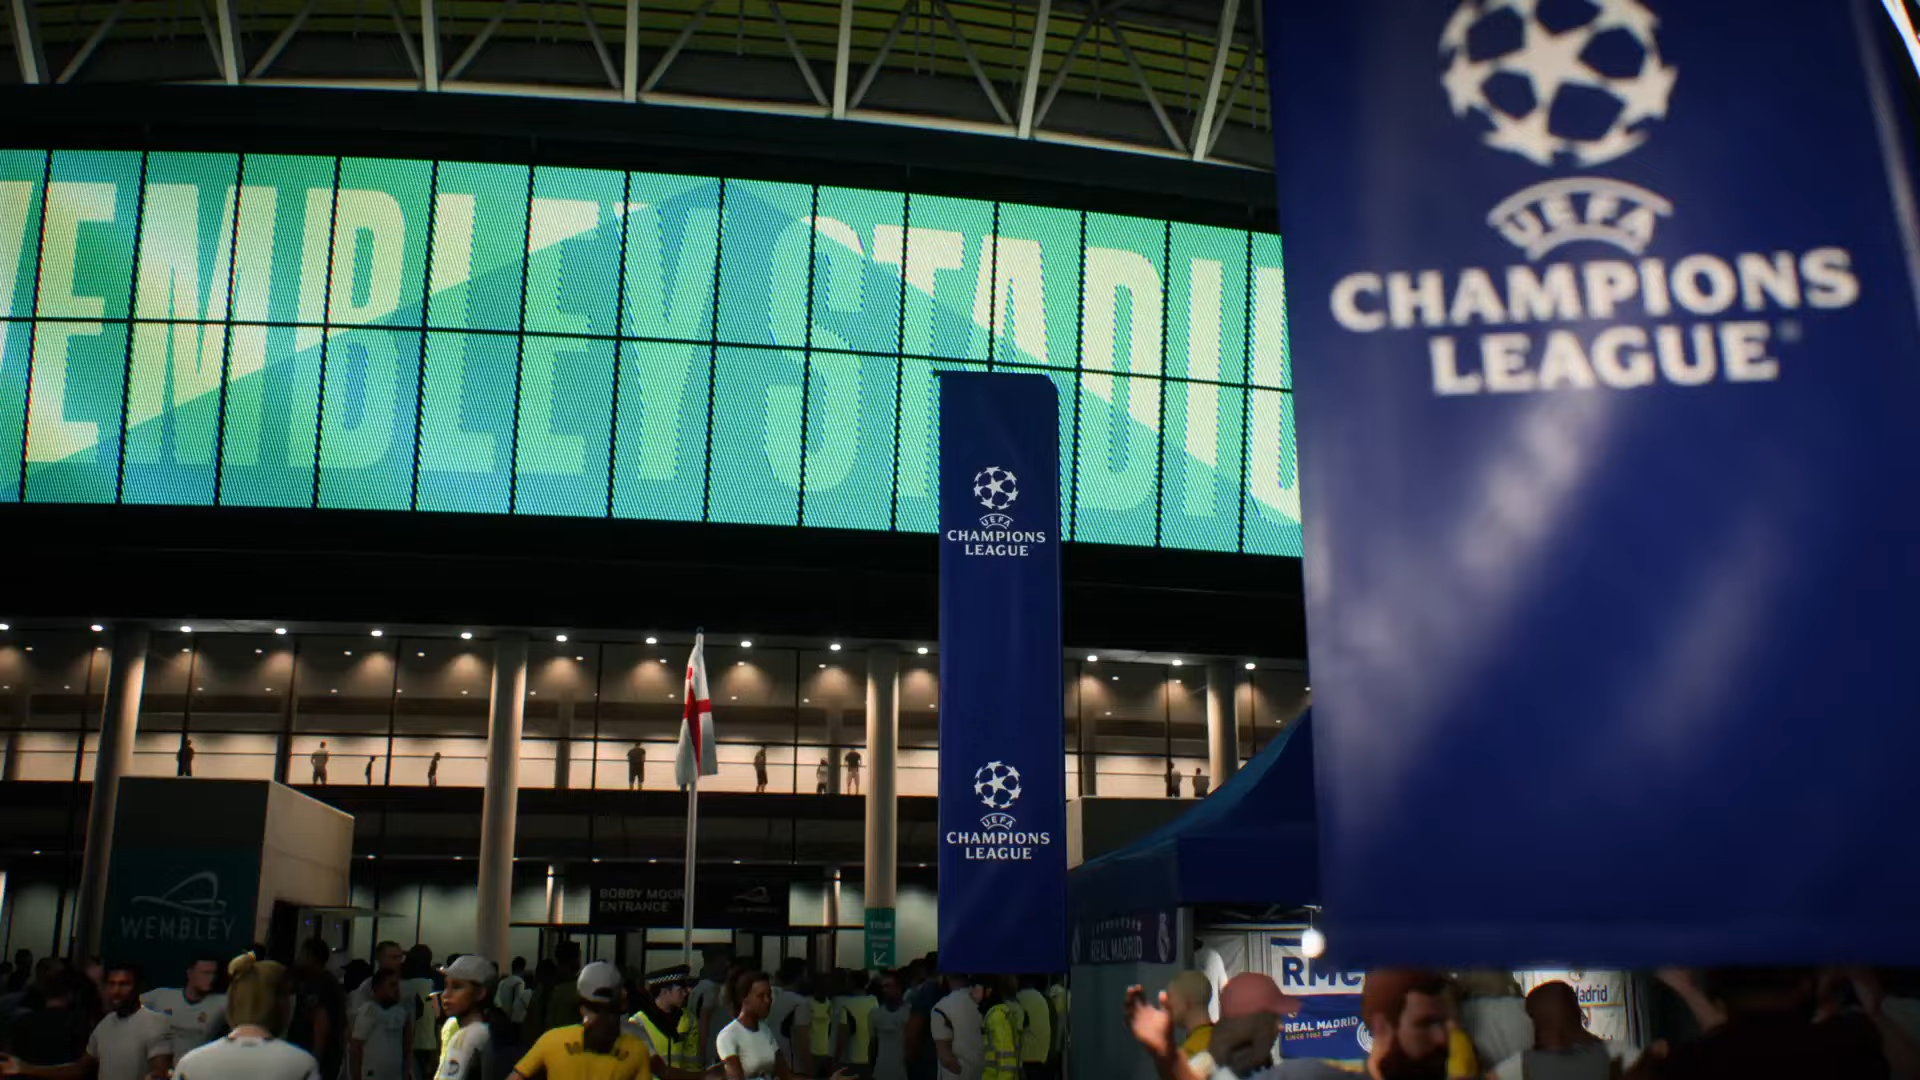 WEMBLEY STADIU
UEFA
CHAMPIONS
LEAGUE
UEFA
CHAMPIONS
LEAGUE
UEFA
CHAMPIONS
LEAGUE
BOBBY MOOR
ENTRANCE
WEMBLEY
REAL MADRID
RMC
REAL MADRID
Madrid